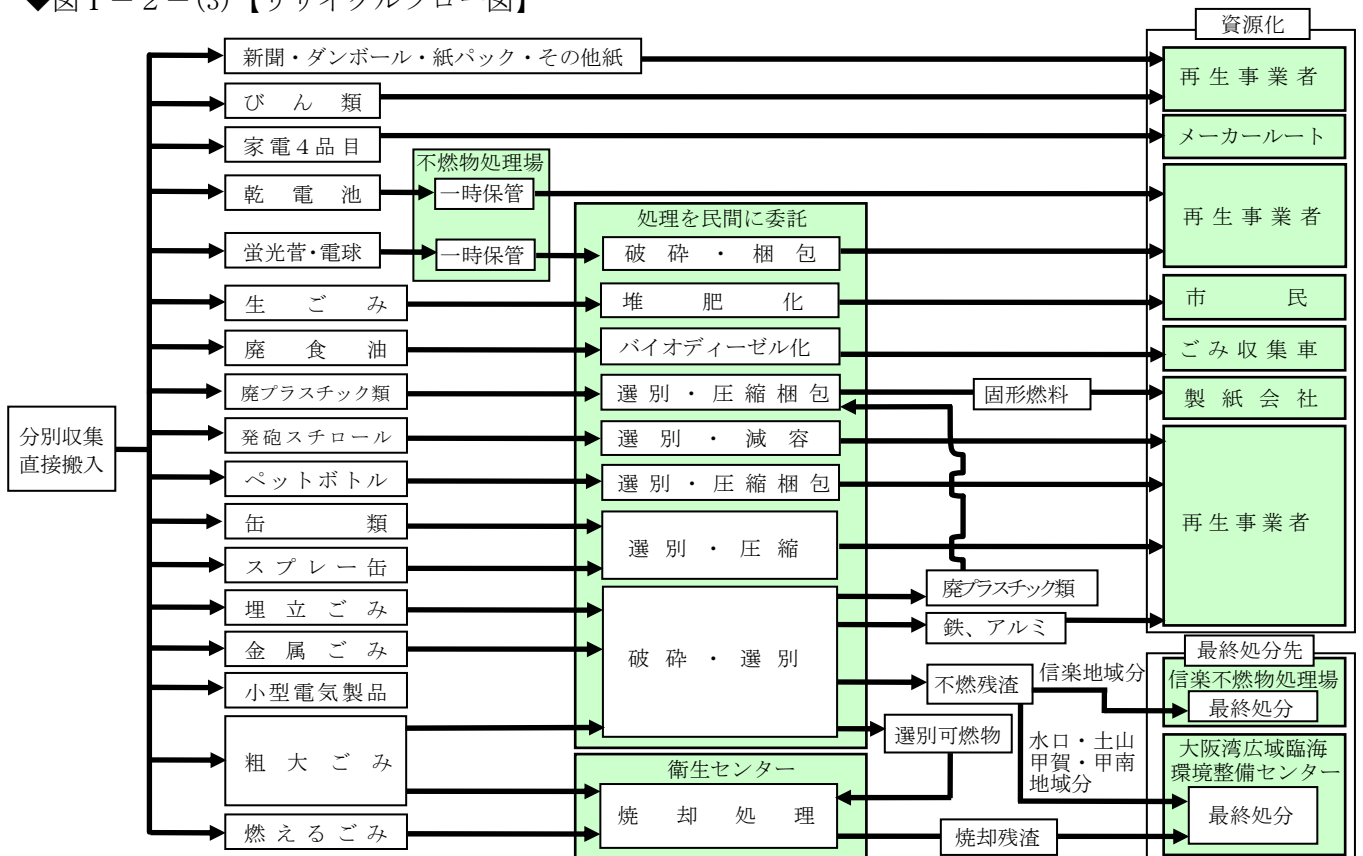 ◆図１－２－(3)【リサイクルフロー図】
資源化
新聞・ダンボール・紙パック・その他紙
再生事業者
びん類
家電４品目
メーカールート
不燃物処理場
乾電池
一時保管
再生事業者
処理を民間に委託
蛍光菅・電球
一時保管
破砕・梱包
生ごみ
堆肥化
市民
廃食油
バイオディーゼル化
ごみ収集車
廃プラスチック類
選別・圧縮梱包
固形燃料
製紙会社
分別収集
直接搬入
発泡スチロール
選別・減容
ペットボトル
選別・圧縮梱包
再生事業者
缶類
選別・圧縮
スプレー缶
廃プラスチック類
埋立ごみ
鉄、アルミ
金属ごみ
破砕・選別
小型電気製品
不燃残渣
信楽地域分
最終処分先
信楽不燃物処理場
最終処分
選別可燃物
水口・土山
甲賀・甲南
地域分
粗大ごみ
衛生センター
大阪湾広域臨海
環境整備センター
焼却処理
最終処分
燃えるごみ
焼却残渣